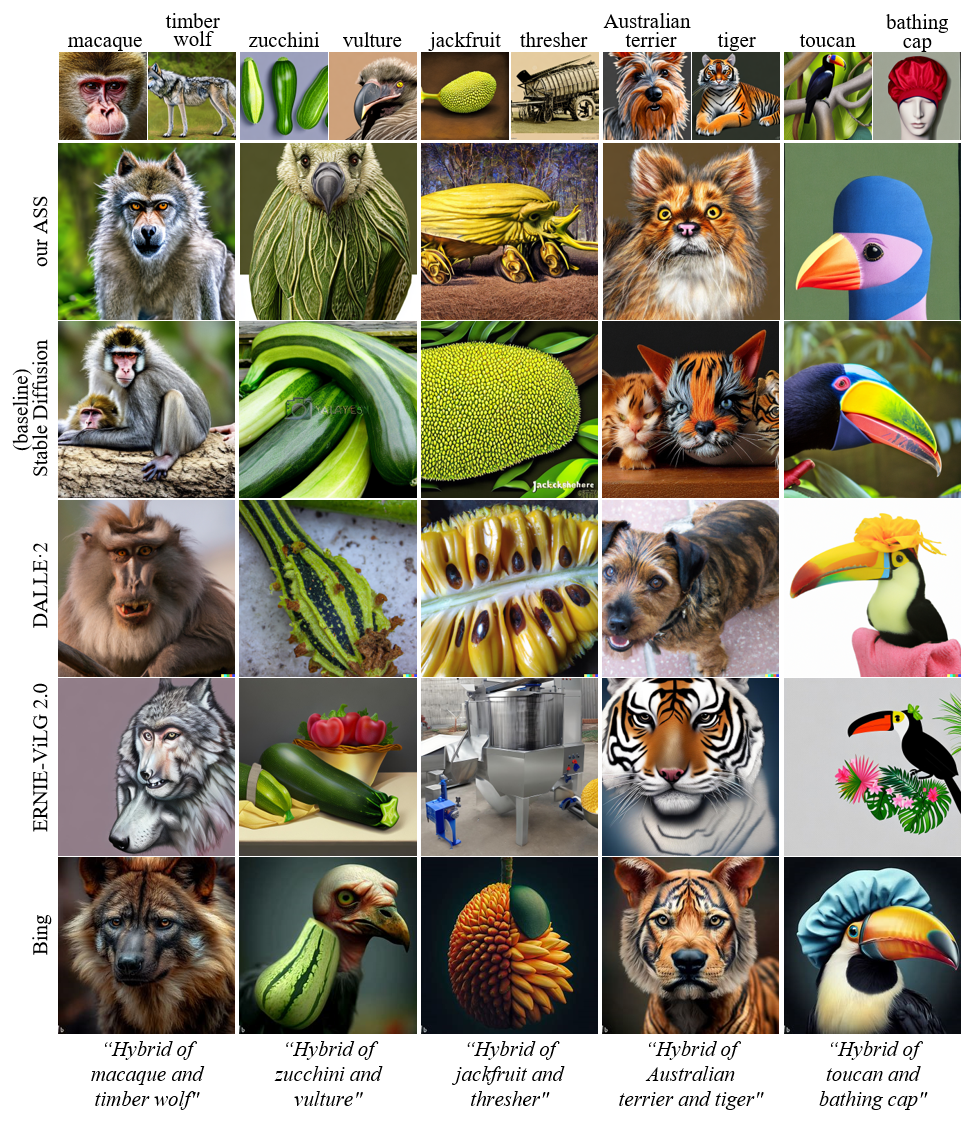 macaque
timber
wolf
zucchini
vulture
jackfruit
thresher
Australian
terrier
tiger
toucan
bathing
cap
our ASS
(baseline)
Stable Diffusion
jackckphohere
DALLE·2
ERNIE-ViLG 2.0
Bing
“Hybrid of
macaque and
timber wolf"
“Hybrid of
zucchini and
vulture"
“Hybrid of
jackfruit and
thresher"
“Hybrid of
Australian
terrier and tiger"
“Hybrid of
toucan and
bathing cap"